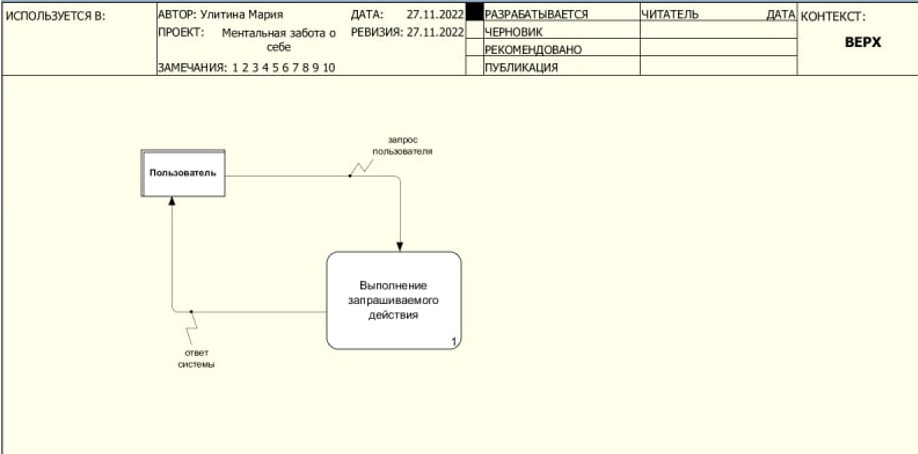 ИСПОЛЬЗУЕТСЯ В:
АВТОР: Улитина Мария
ДАТА: 27.11.2022
ПРОЕКТ: Ментальная забота о
себе
РЕВИЗИЯ: 27.11.2022
ЗАМЕЧАНИЯ: 1 2 3 4 5 6 7 8 9 10
РАЗРАБАТЫВАЕТСЯ
ЧЕРНОВИК
РЕКОМЕНДОВАНО
ПУБЛИКАЦИЯ
ЧИТАТЕЛЬ ДАТА
КОНТЕКСТ:
ВЕРХ
запрос
пользователя
Пользователь
Выполнение
запрашиваемого
действия
1
ответ
системы